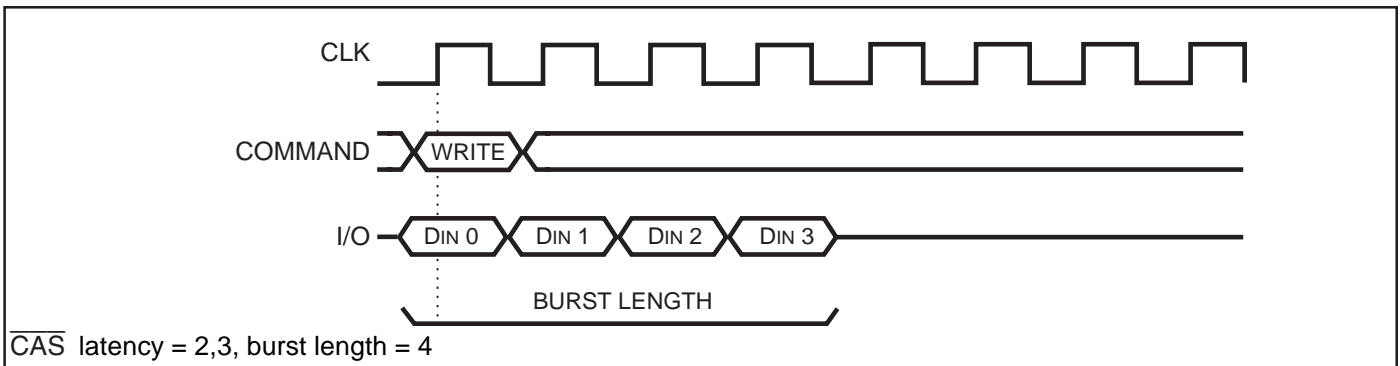 CLK
COMMAND
WRITE
I/O
DIN 0
DIN 1
DIN 2
DIN 3
BURST LENGTH
CAS latency = 2,3, burst length = 4